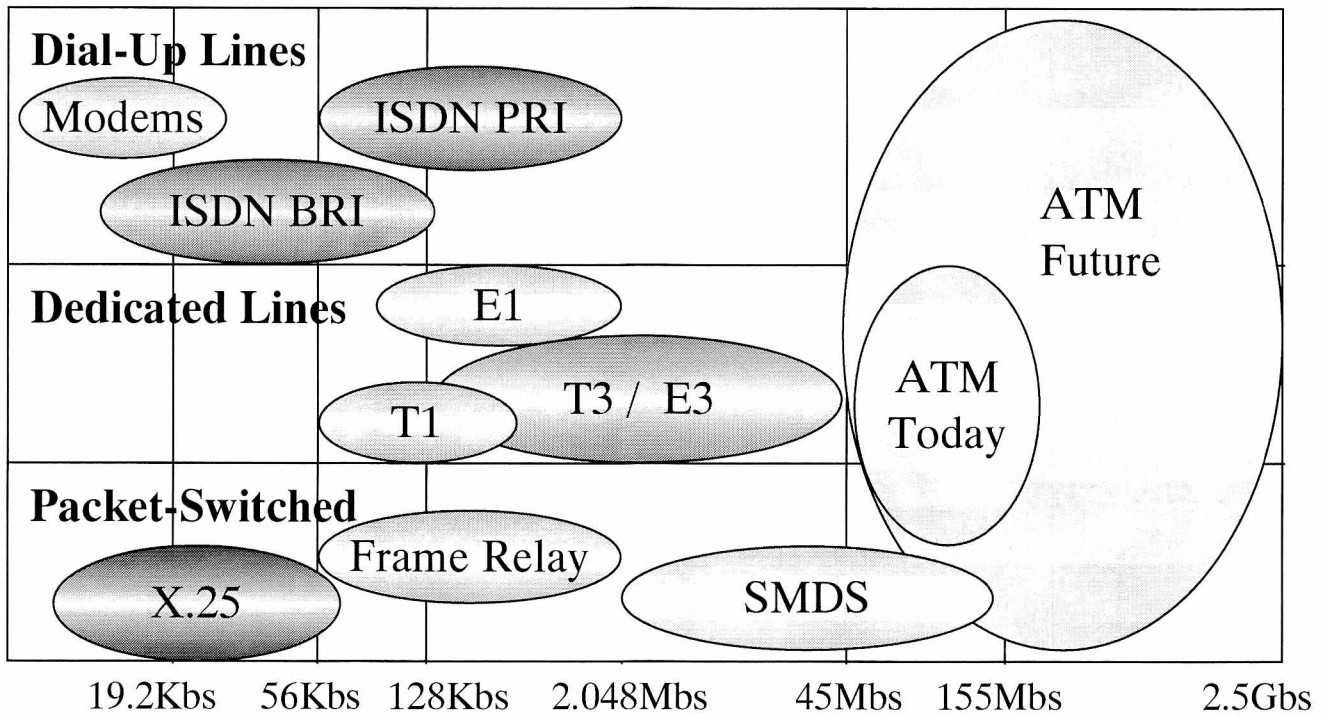 Dial-Up Lines
Modems
ISDN PRI
ISDN BRI
ATM
Future
Dedicated Lines
E1
T3 / E3
T1
ATM
Today
Packet-Switched
Frame Relay
X.25
SMDS
19.2Kbs 56Kbs 128Kbs 2.048Mbs 45Mbs 155Mbs 2.5Gbs